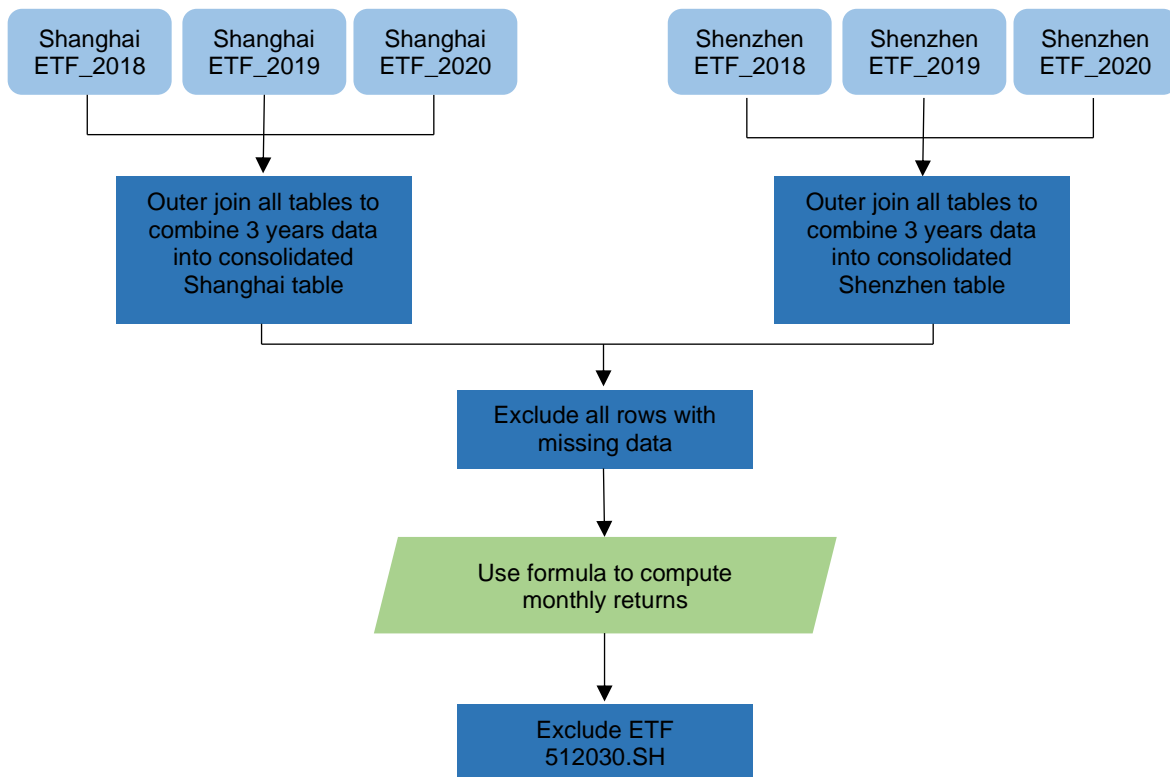 Shanghai
ETF_2018
Shanghai
ETF_2019
Shanghai
ETF_2020
Shenzhen
ETF_2018
Shenzhen
ETF_2019
Shenzhen
ETF_2020
Outer join all tables to
combine 3 years data
into consolidated
Shanghai table
Outer join all tables to
combine 3 years data
into consolidated
Shenzhen table
Exclude all rows with
missing data
Use formula to compute
monthly returns
Exclude ETF
512030.SH